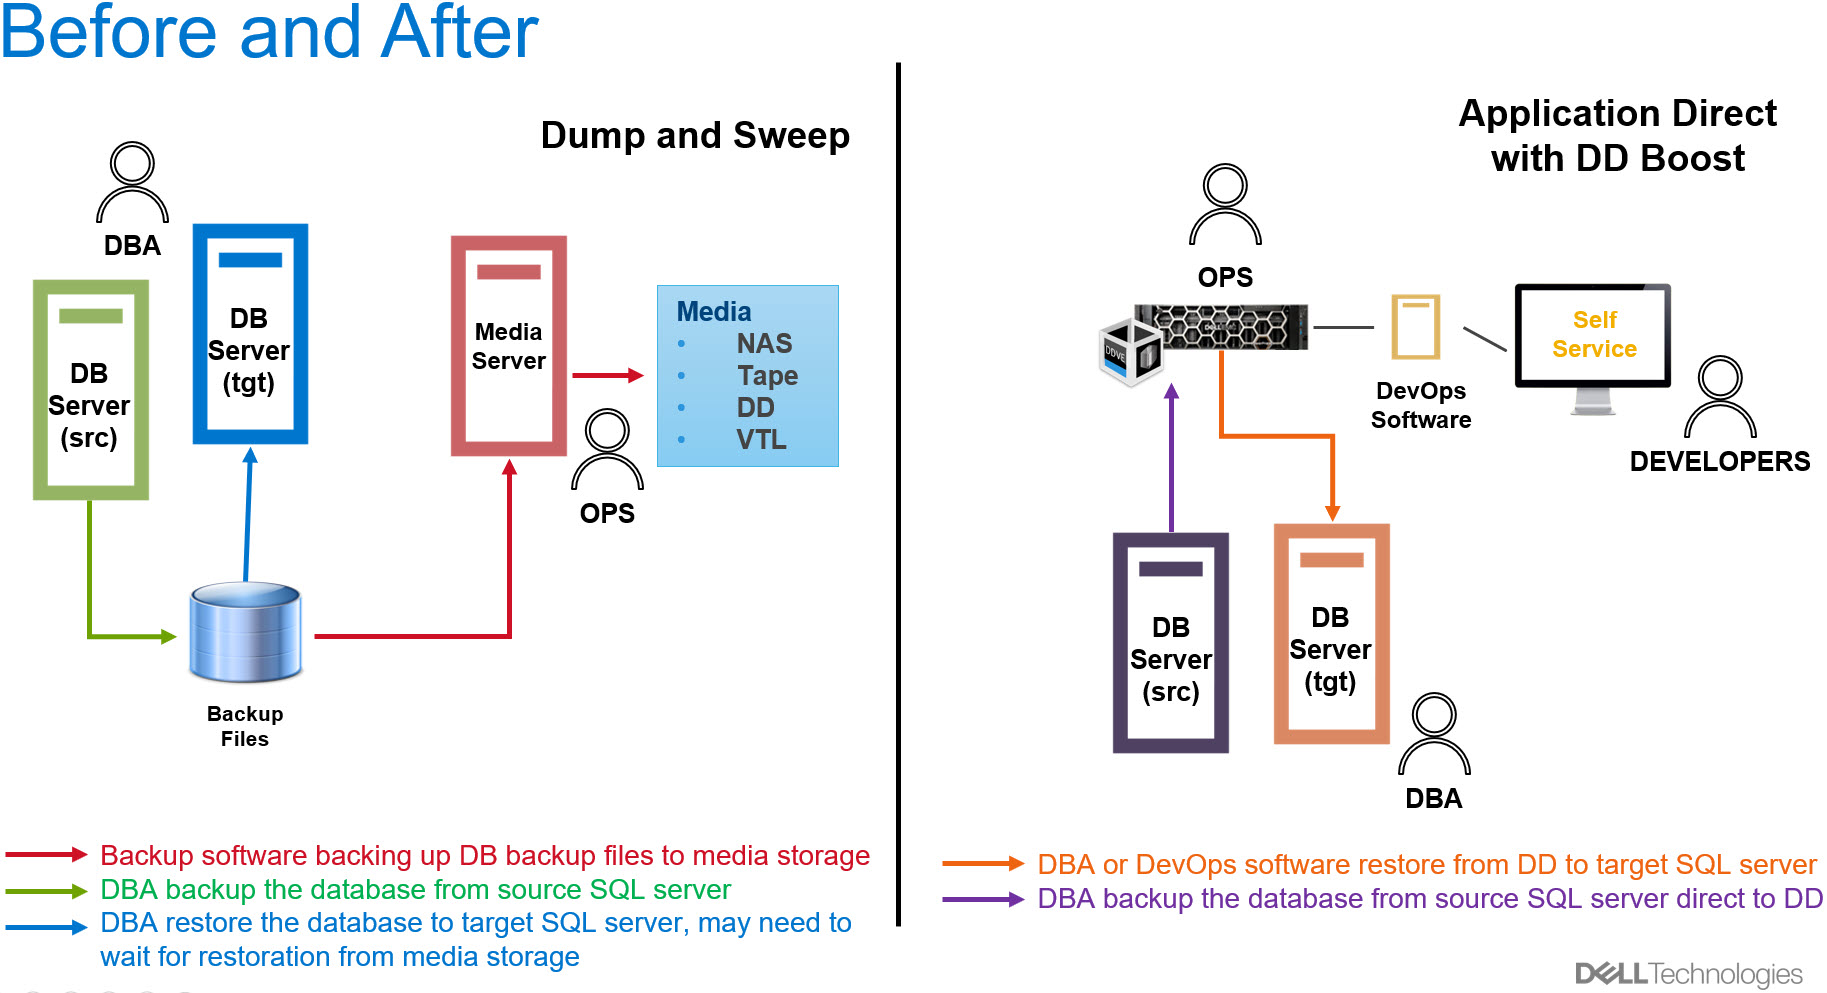 Before and After
Dump and Sweep
DBA
DB
Server
(src)
DB
Server
(tgt)
Media
Server
Media
• NAS
• Tape
• DD
• VTL
OPS
Backup
Files
Backup software backing up DB backup files to media storage
DBA backup the database from source SQL server
DBA restore the database to target SQL server, may need to
wait for restoration from media storage
Application Direct
with DD Boost
OPS
DDVE
DevOps
Software
Self
Service
DEVELOPERS
DB
Server
(src)
DB
Server
(tgt)
DBA
DBA or DevOps software restore from DD to target SQL server
DBA backup the database from source SQL server direct to DD
DELLTechnologies